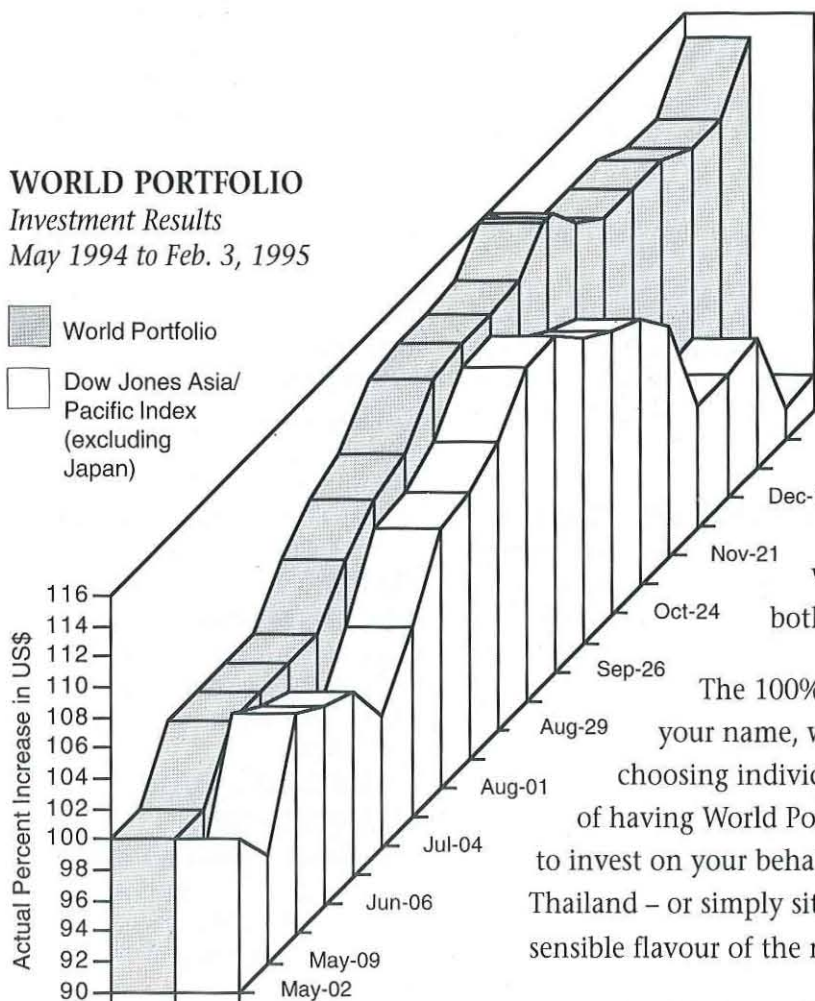 WORLD PORTFOLIO
Investment Results
May 1994 to Feb. 3, 1995
World Portfolio
Dow Jones Asia/
Pacific Index
(excluding
Japan)
Actual Percent Increase in US$
116
114
112
110
108
106
104
102
100
98
96
94
92
90
May-02
May-09
Jun-06
Jul-04
Aug-01
Aug-29
Sep-26
Oct-24
Nov-21
Dec-
both
The 100%
your name, w
choosing individ
of having World Po
to invest on your beha
Thailand – or simply sit
sensible flavour of the